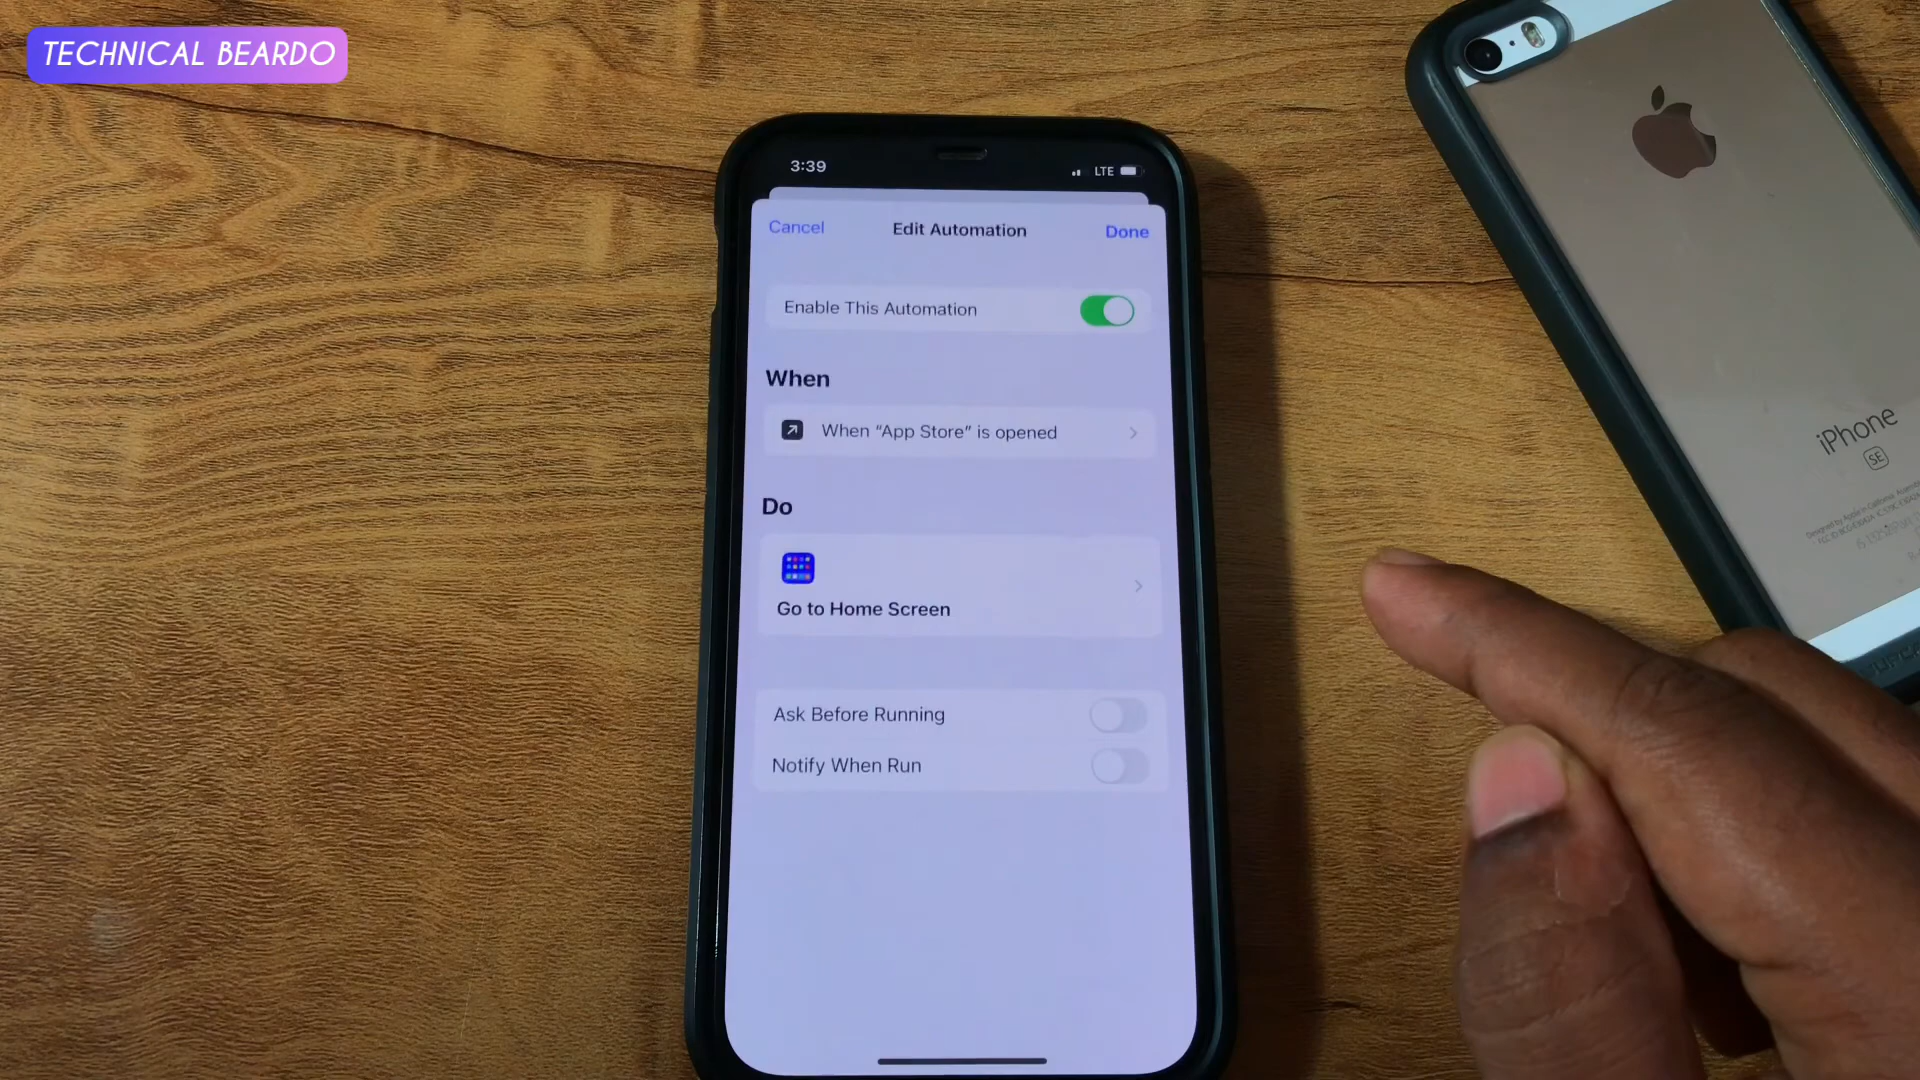 TECHNICAL BEARDO
3:39
LTE
Cancel
Edit Automation
Done
Enable This Automation
When
When “App Store” is opened
Do
Go to Home Screen
Ask Before Running
Notify When Run
iPhone
SE